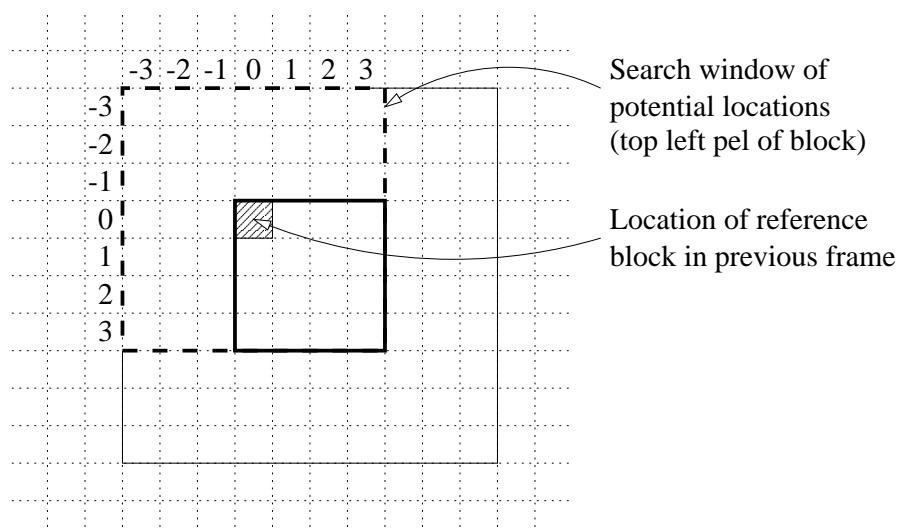 -3 -2 -1 0 1 2 3
-3
-2
-1
0
1
2
3
Search window of
potential locations
(top left pel of block)
Location of reference
block in previous frame